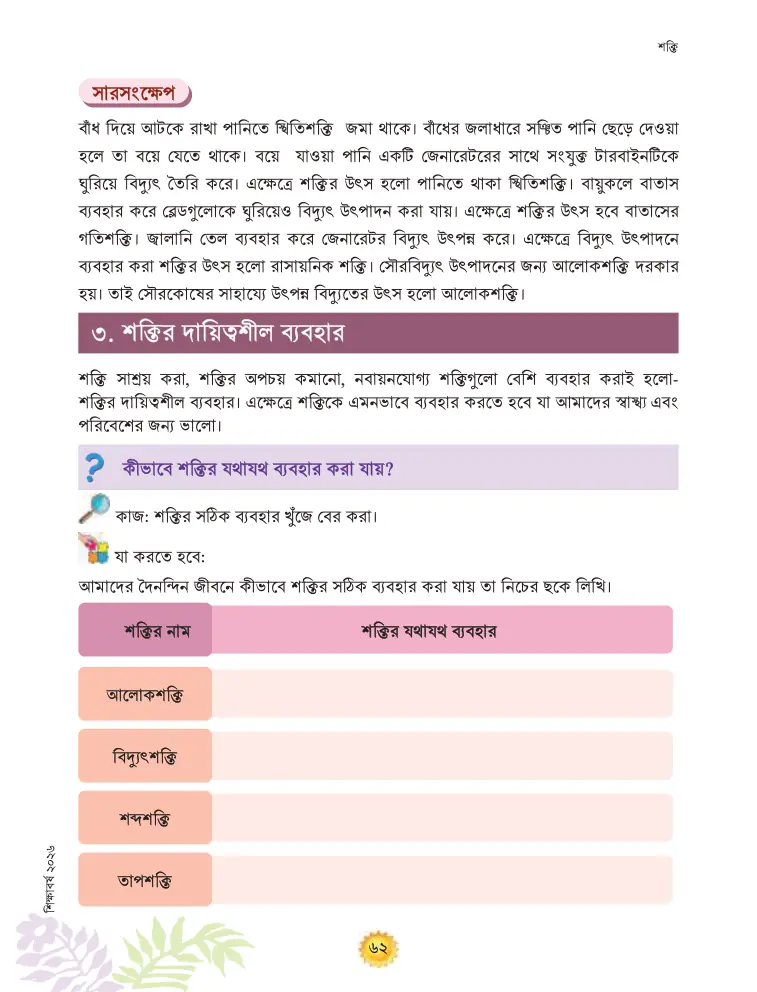 শক্তি
সারসংক্ষেপ
বাঁধ দিয়ে আটকে রাখা পানিতে স্থিতিশক্তি জমা থাকে। বাঁধের জলাধারে সঞ্চিত পানি ছেড়ে দেওয়া
হলে তা বয়ে যেতে থাকে। বয়ে যাওয়া পানি একটি জেনারেটরের সাথে সংযুক্ত টারবাইনটিকে
ঘুরিয়ে বিদ্যুৎ তৈরি করে। এক্ষেত্রে শক্তির উৎস হলো পানিতে থাকা স্থিতিশক্তি। বায়ুকলে বাতাস
ব্যবহার করে ব্লেডগুলোকে ঘুরিয়েও বিদ্যুৎ উৎপাদন করা যায়। এক্ষেত্রে শক্তির উৎস হবে বাতাসের
গতিশক্তি। জ্বালানি তেল ব্যবহার করে জেনারেটর বিদ্যুৎ উৎপন্ন করে। এক্ষেত্রে বিদ্যুৎ উৎপাদনে
ব্যবহার করা শক্তির উৎস হলো রাসায়নিক শক্তি। সৌরবিদ্যুৎ উৎপাদনের জন্য আলোকশক্তি দরকার
হয়। তাই সৌরকোষের সাহায্যে উৎপন্ন বিদ্যুতের উৎস হলো আলোকশক্তি।
৩. শক্তির দায়িত্বশীল ব্যবহার
শক্তি সাশ্রয় করা, শক্তির অপচয় কমানো, নবায়নযোগ্য শক্তিগুলো বেশি ব্যবহার করাই হলো-
শক্তির দায়িত্বশীল ব্যবহার। এক্ষেত্রে শক্তিকে এমনভাবে ব্যবহার করতে হবে যা আমাদের স্বাস্থ্য এবং
পরিবেশের জন্য ভালো।
? কীভাবে শক্তির যথাযথ ব্যবহার করা যায়?
কাজ: শক্তির সঠিক ব্যবহার খুঁজে বের করা।
যা করতে হবে:
আমাদের দৈনন্দিন জীবনে কীভাবে শক্তির সঠিক ব্যবহার করা যায় তা নিচের ছকে লিখি।
শক্তির নাম শক্তির যথাযথ ব্যবহার
আলোকশক্তি
বিদ্যুৎশক্তি
শব্দশক্তি
তাপশক্তি
শিক্ষাবর্ষ ২০২৬
৬২